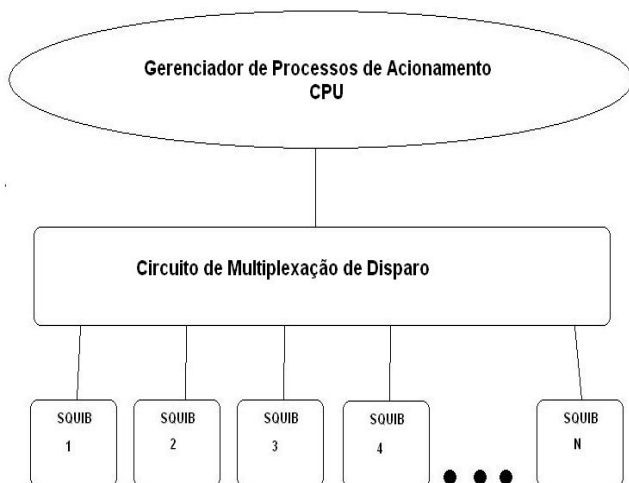 Gerenciador de Processos de Acionamento
CPU
Circuito de Multiplexação de Disparo
SQUIB
1
SQUIB
2
SQUIB
3
SQUIB
4
SQUIB
N